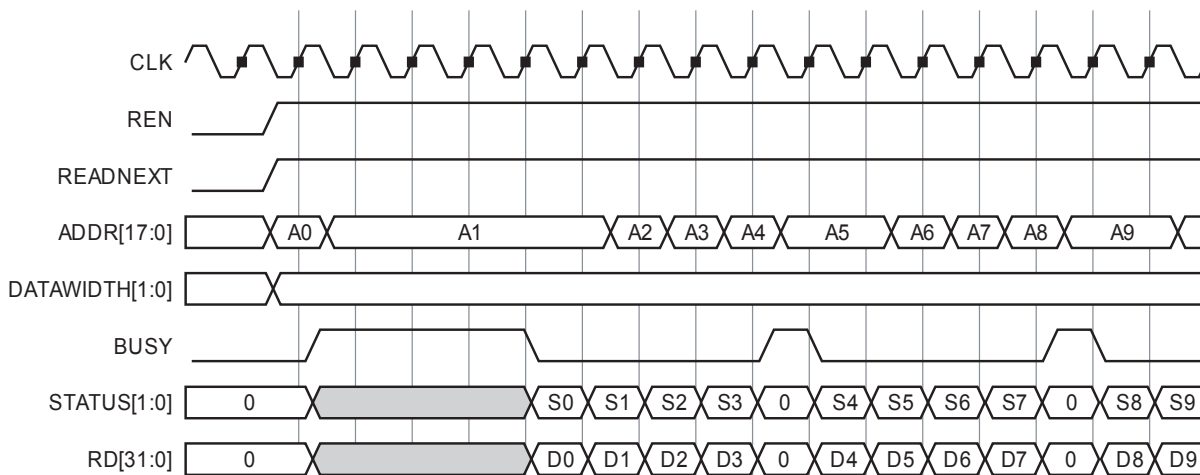 CLK
REN
READNEXT
ADDR[17:0] A0 A1 A2 A3 A4 A5 A6 A7 A8 A9
DATAWIDTH[1:0]
BUSY
STATUS[1:0] 0 S0 S1 S2 S3 0 S4 S5 S6 S7 0 S8 S9
RD[31:0] 0 D0 D1 D2 D3 0 D4 D5 D6 D7 0 D8 D9